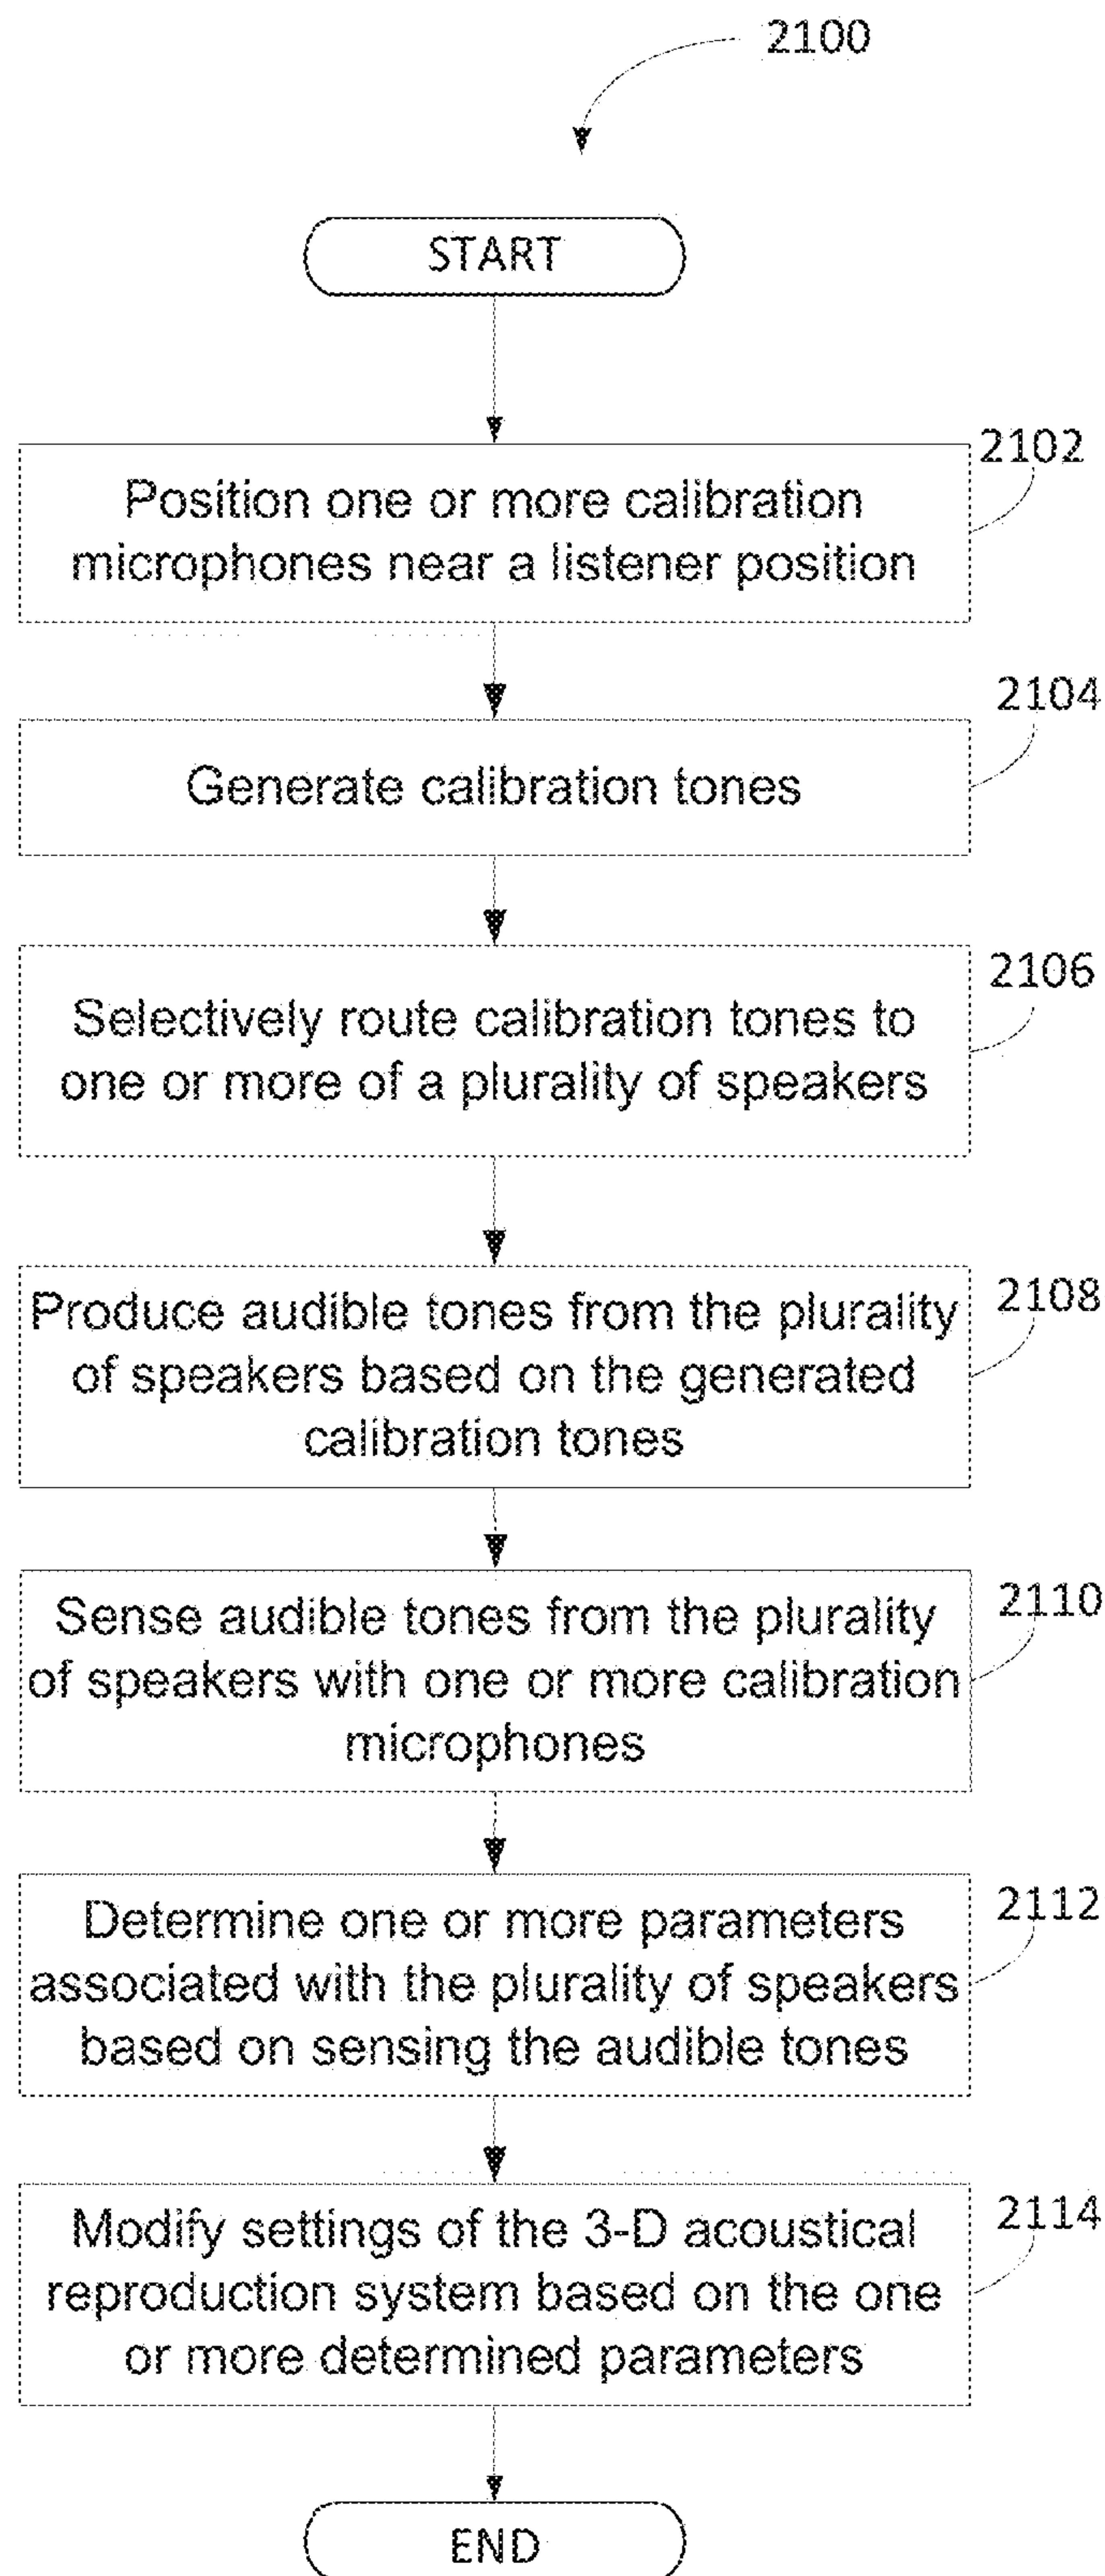 2100
START
2102
Position one or more calibration
microphones near a listener position
2104
Generate calibration tones
2106
Selectively route calibration tones to
one or more of a plurality of speakers
2108
Produce audible tones from the plurality
of speakers based on the generated
calibration tones
2110
Sense audible tones from the plurality
of speakers with one or more calibration
microphones
2112
Determine one or more parameters
associated with the plurality of speakers
based on sensing the audible tones
2114
Modify settings of the 3-D acoustical
reproduction system based on the one
or more determined parameters
END